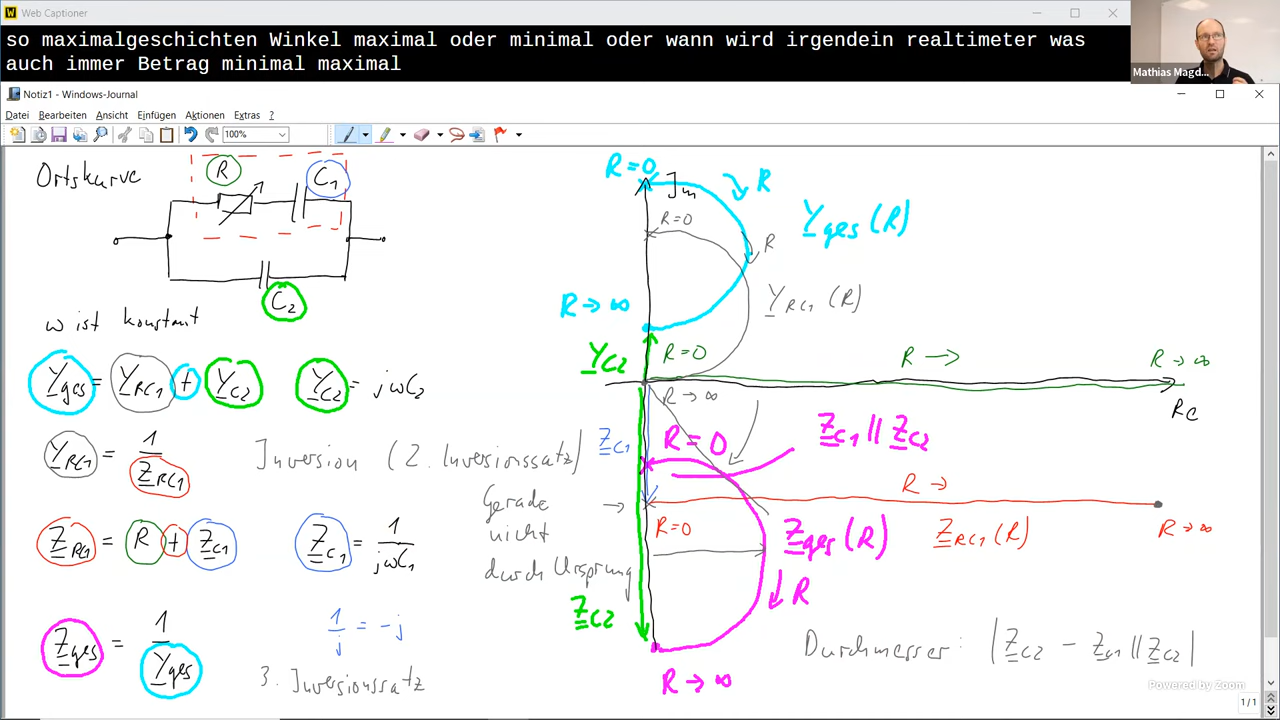 Web Captioner
so maximalgeschichten Winkel maximal oder minimal oder wann wird irgendein realtimeter was
auch immer Betrag minimal maximal
Mathias Magd...
Notiz1 - Windows-Journal
Datei Bearbeiten Ansicht Einfügen Aktionen Extras ?
100%
Ortskurve
R
C1
C2
ω ist konstant
Yges = YRC1 + YC2
YC2 = jωC2
YRC1 = 1/ZRC1
Inversion (2. Inversionssatz)
Gerade
nicht
durch Ursprung
ZRC1 = R + ZC1
ZC1 = 1/jωC1
Zges = 1/Yges
1/j = -j
3. Inversionssatz
R=0
Im
R
Yges(R)
R=0
R
YRC1(R)
R→∞
YC2
R=0
R→
R→∞
R→∞
Re
ZC1
R=0
ZC1||ZC2
R→
R=0
Zges(R)
ZRC1(R)
R→∞
R
ZC2
R→∞
Durchmesser: |ZC2 - ZC1||ZC2|
Powered by Zoom
1/1